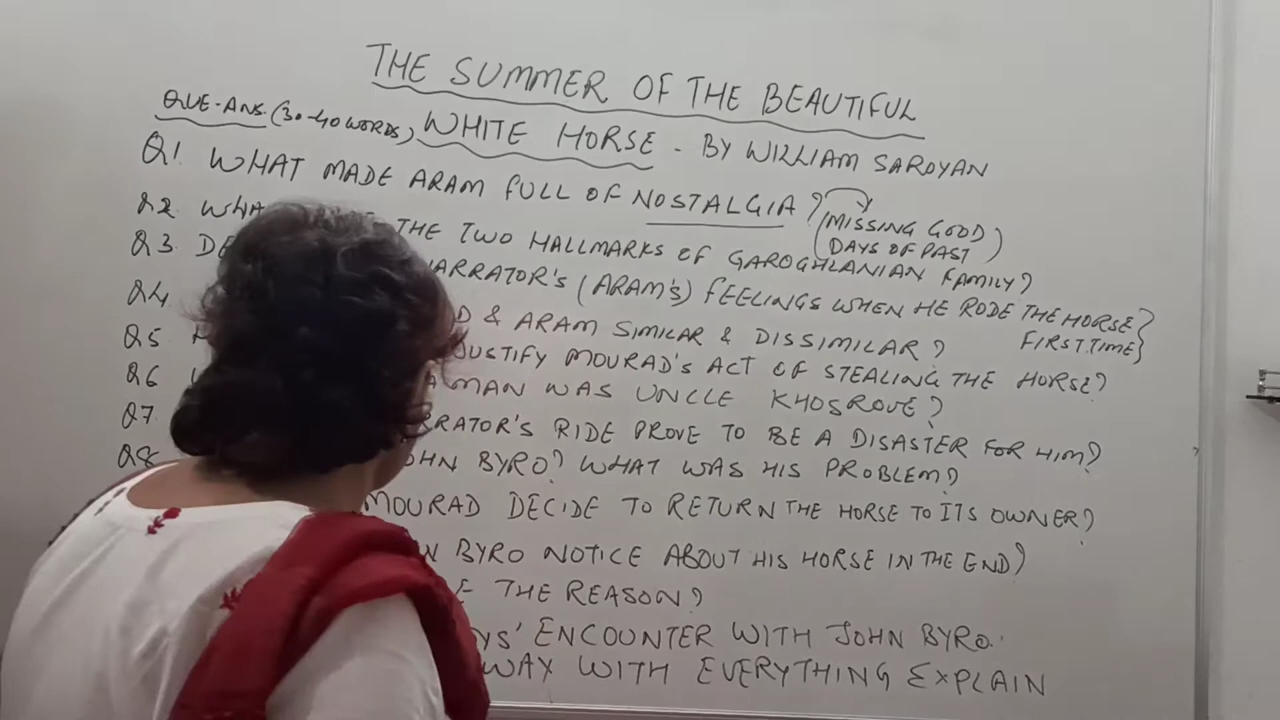 THE SUMMER OF THE BEAUTIFUL
QUE-ANS. (30-40 WORDS) WHITE HORSE - BY WILLIAM SAROYAN
Q1 WHAT MADE ARAM FULL OF NOSTALGIA? (MISSING GOOD DAYS OF PAST)
Q2 THE TWO HALLMARKS OF GAROGHLANIAN FAMILY?
Q3 NARRATOR'S (ARAM'S) FEELINGS WHEN HE RODE THE HORSE FIRST TIME
Q4 & ARAM SIMILAR & DISSIMILAR?
Q5 JUSTIFY MOURAD'S ACT OF STEALING THE HORSE?
Q6 A MAN WAS UNCLE KHOSROVE?
Q7 RRATOR'S RIDE PROVE TO BE A DISASTER FOR HIM?
Q8 JOHN BYRO? WHAT WAS HIS PROBLEM?
MOURAD DECIDE TO RETURN THE HORSE TO ITS OWNER?
BYRO NOTICE ABOUT HIS HORSE IN THE END?
THE REASON?
YS' ENCOUNTER WITH JOHN BYRO.
WAY WITH EVERYTHING EXPLAIN